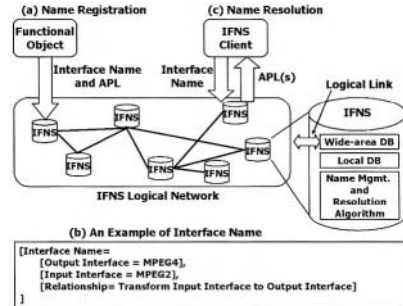 (a) Name Registration
(c) Name Resolution
Functional Object
IFNS Client
Interface Name and APL
Interface Name
APL(s)
Logical Link
IFNS
IFNS
IFNS
IFNS
IFNS
IFNS
IFNS
IFNS
Wide-area DB
Local DB
Name Mgmt. and Resolution Algorithm
IFNS Logical Network
(b) An Example of Interface Name
[Interface Name=
[Output Interface = MPEG4],
[Input Interface = MPEG2],
[Relationship= Transform Input Interface to Output Interface]
]